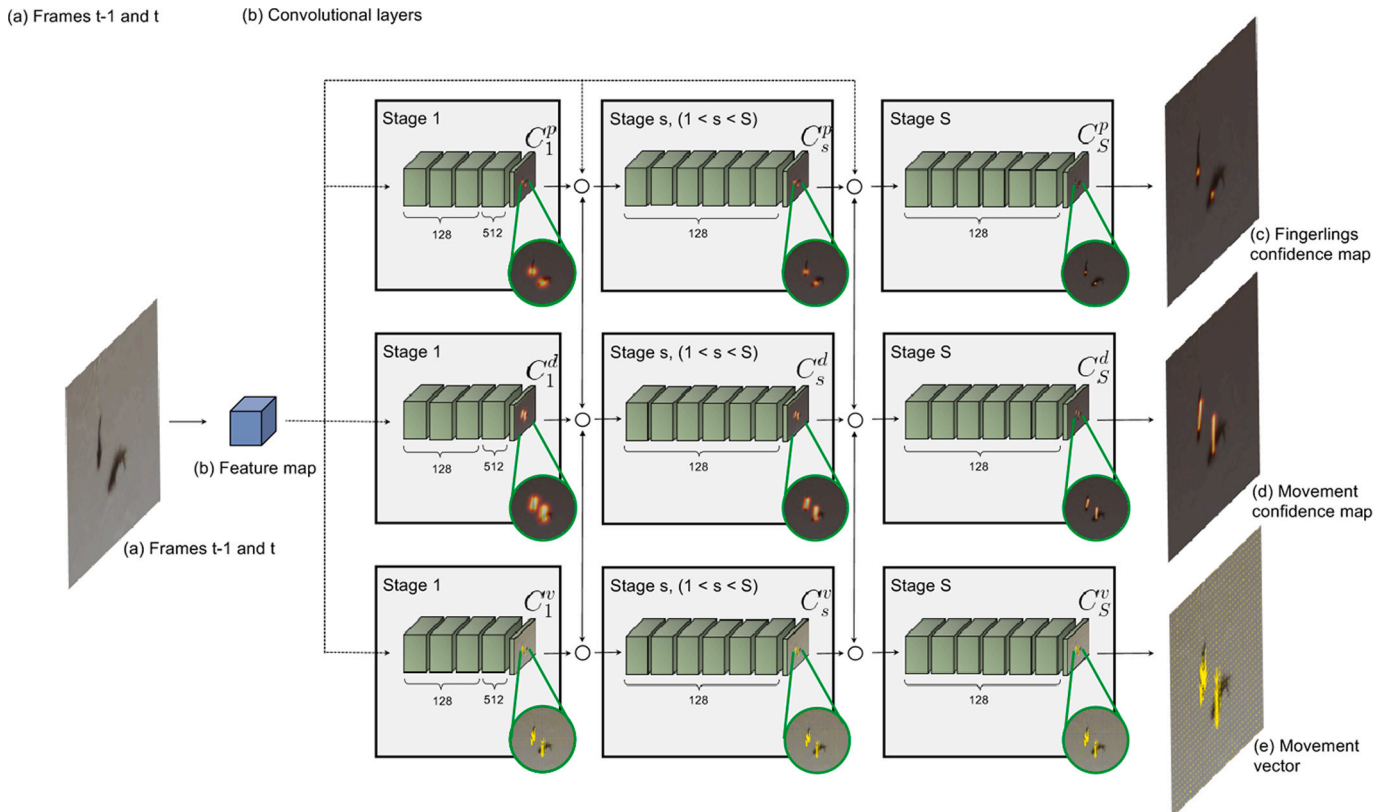 (a) Frames t-1 and t
(b) Convolutional layers
Stage 1
C_1^p
128
512
Stage s, (1 < s < S)
C_s^p
128
Stage S
C_S^p
128
(c) Fingerlings
confidence map
Stage 1
C_1^d
128
512
Stage s, (1 < s < S)
C_s^d
128
Stage S
C_S^d
128
(d) Movement
confidence map
(b) Feature map
(a) Frames t-1 and t
Stage 1
C_1^v
128
512
Stage s, (1 < s < S)
C_s^v
128
Stage S
C_S^v
128
(e) Movement
vector